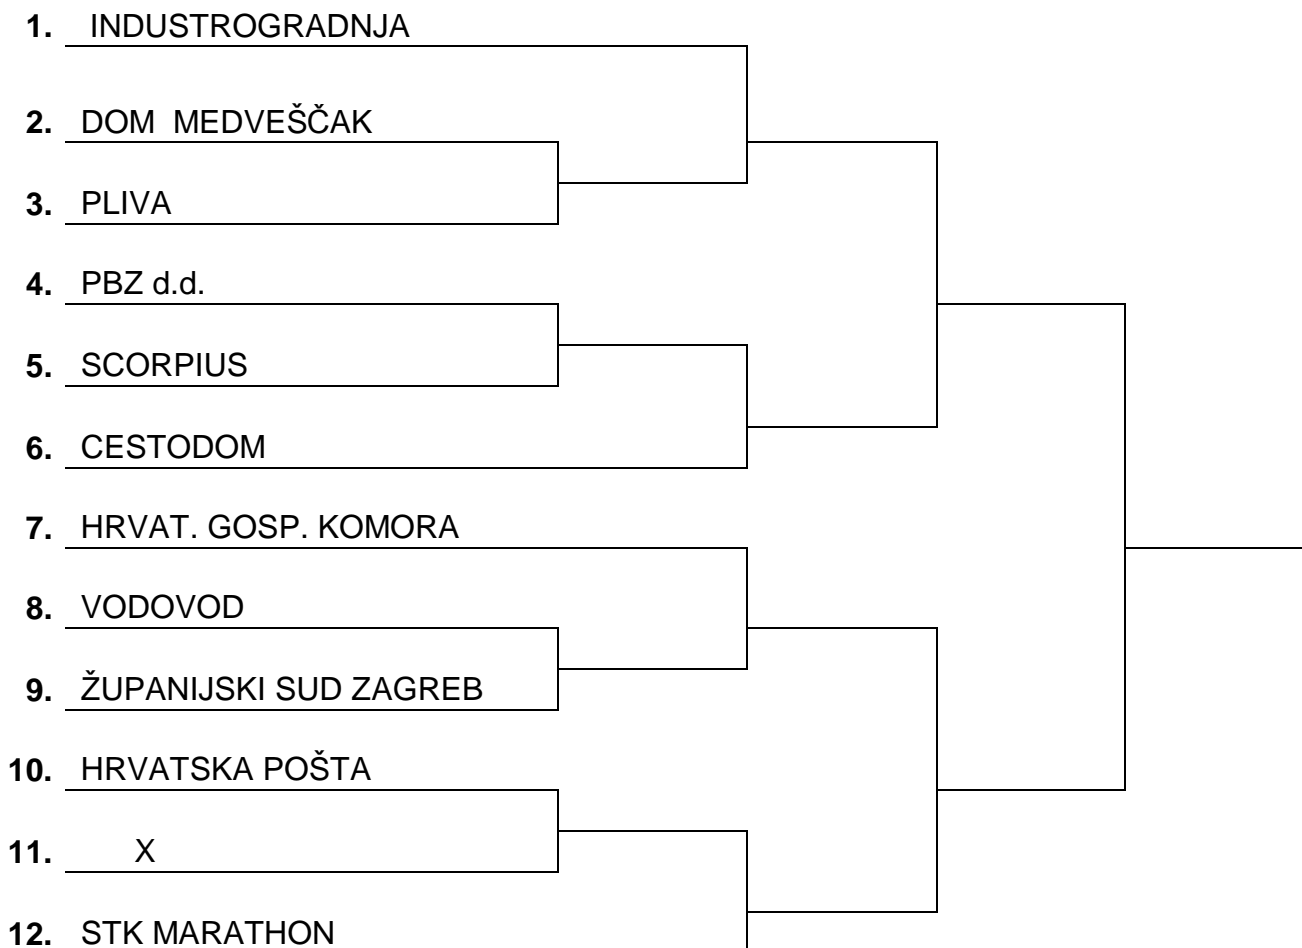 1. INDUSTROGRADNJA
2. DOM MEDVEŠČAK
3. PLIVA
4. PBZ d.d.
5. SCORPIUS
6. CESTODOM
7. HRVAT. GOSP. KOMORA
8. VODOVOD
9. ŽUPANIJSKI SUD ZAGREB
10. HRVATSKA POŠTA
11. X
12. STK MARATHON